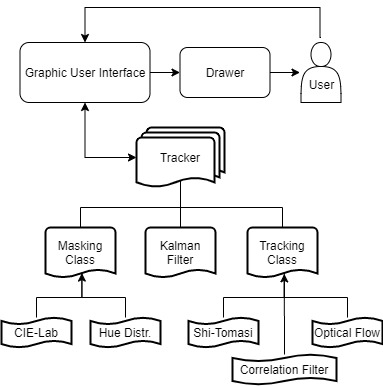 Graphic User Interface
Drawer
User
Tracker
Masking
Class
Kalman
Filter
Tracking
Class
CIE-Lab
Hue Distr.
Shi-Tomasi
Optical Flow
Correlation Filter